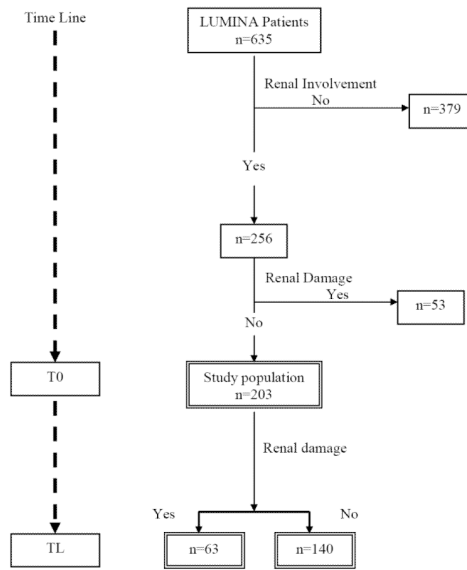 Time Line
LUMINA Patients
n=635
Renal Involvement
No
n=379
Yes
n=256
Renal Damage
Yes
n=53
No
T0
Study population
n=203
Renal damage
Yes
No
TL
n=63
n=140